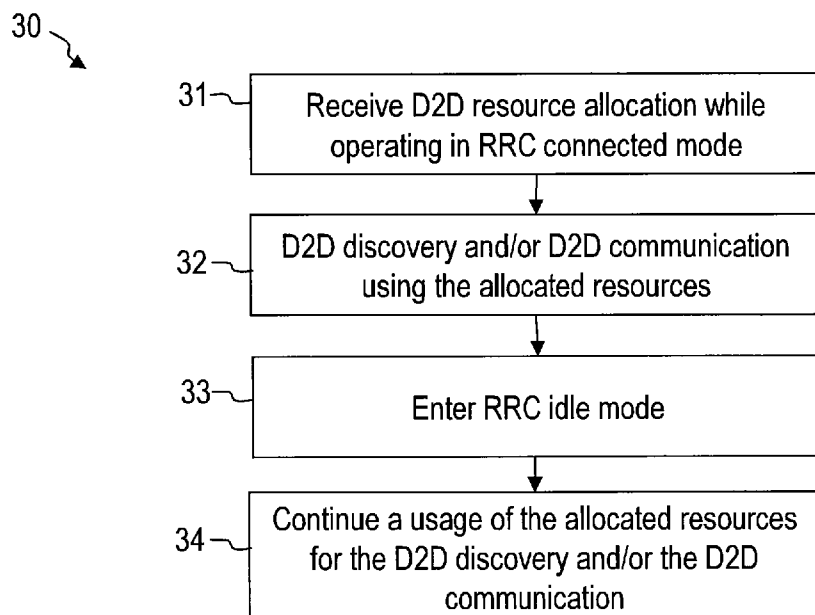 30
31
Receive D2D resource allocation while
operating in RRC connected mode
32
D2D discovery and/or D2D communication
using the allocated resources
33
Enter RRC idle mode
34
Continue a usage of the allocated resources
for the D2D discovery and/or the D2D
communication